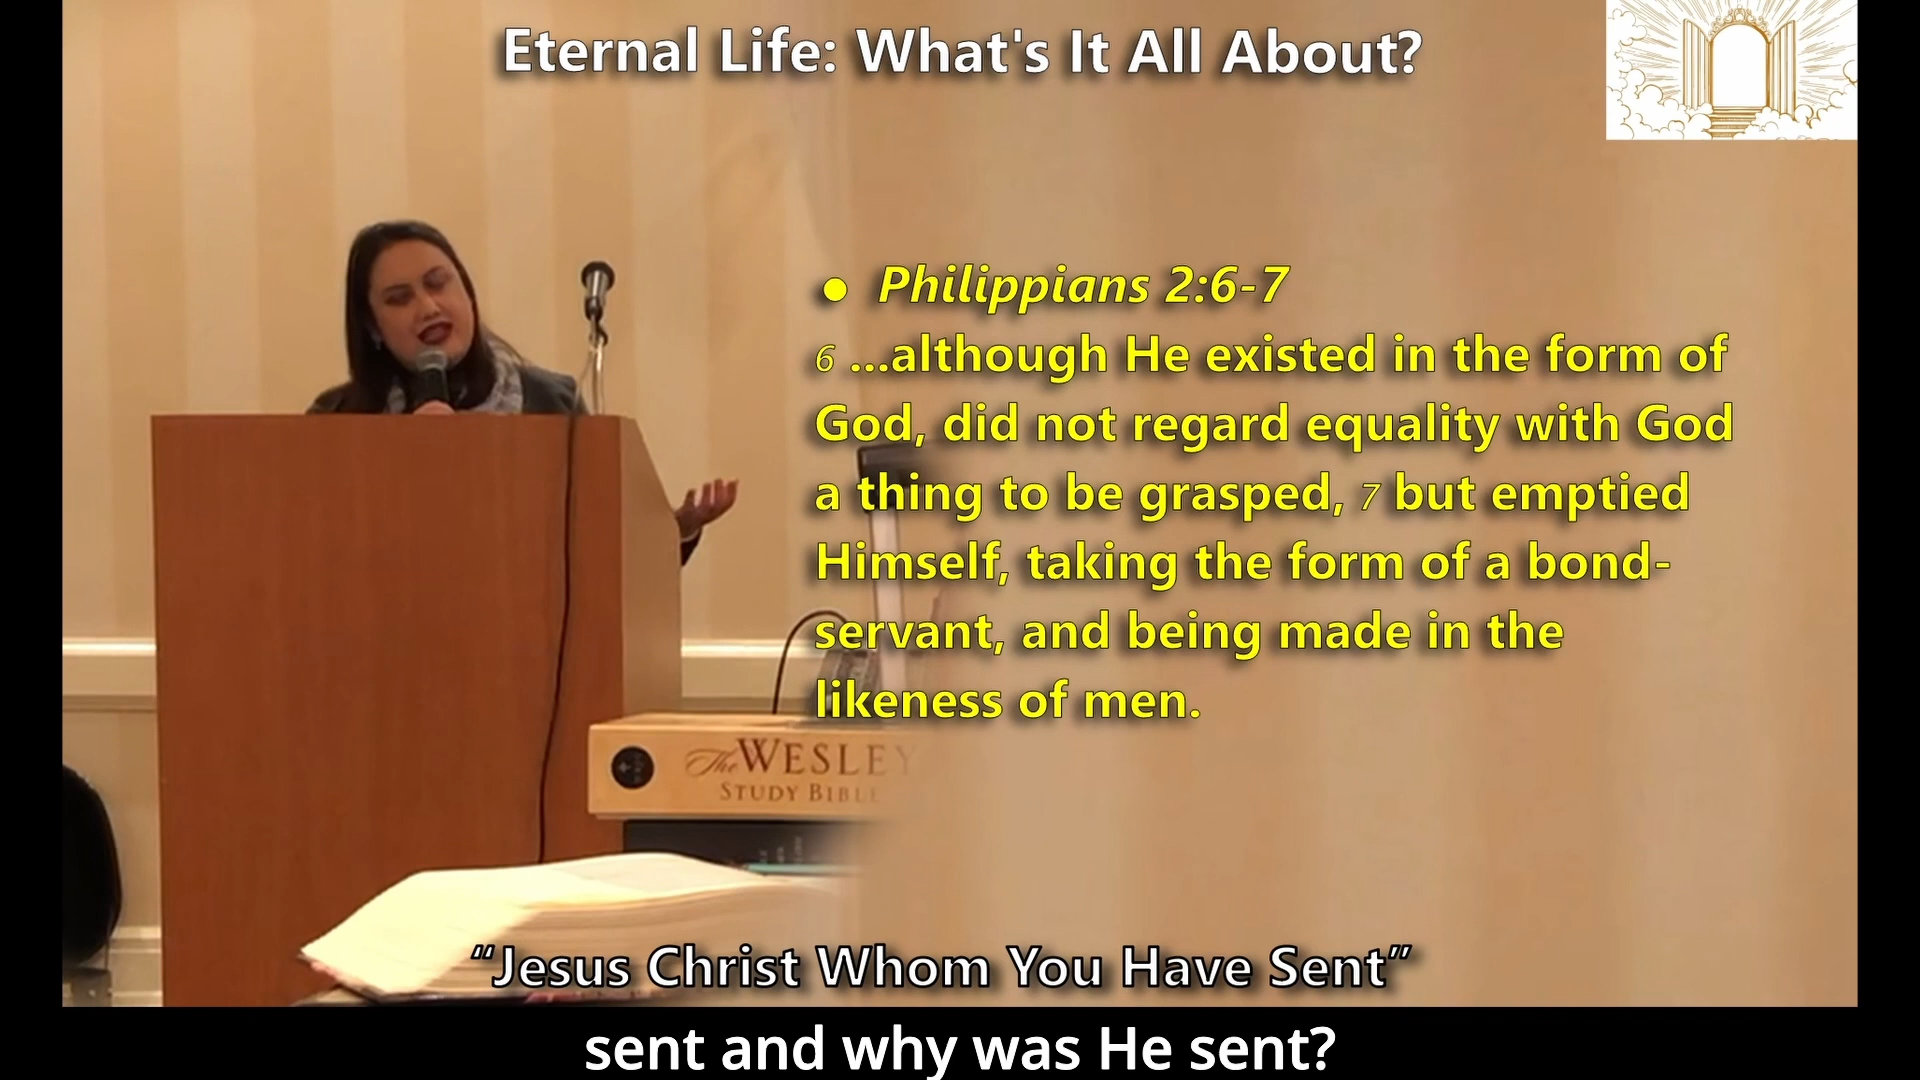 Eternal Life: What's It All About?
● Philippians 2:6-7
6 ...although He existed in the form of
God, did not regard equality with God
a thing to be grasped, 7 but emptied
Himself, taking the form of a bond-
servant, and being made in the
likeness of men.
The WESLEY
STUDY BIBLE
“Jesus Christ Whom You Have Sent”
sent and why was He sent?